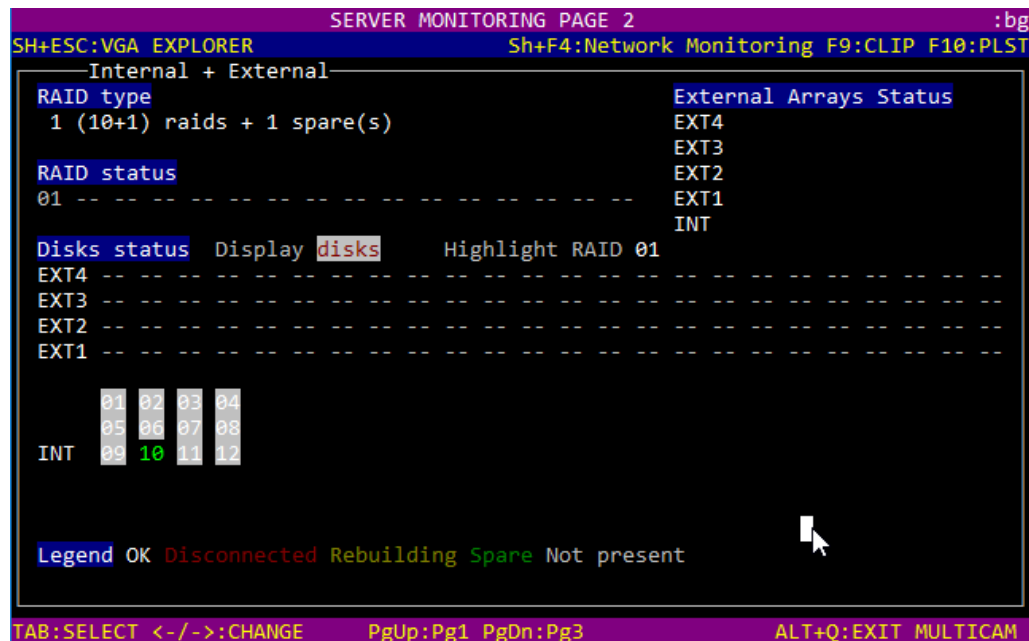 SERVER MONITORING PAGE 2 :bg
SH+ESC:VGA EXPLORER Sh+F4:Network Monitoring F9:CLIP F10:PLST
Internal + External
RAID type External Arrays Status
1 (10+1) raids + 1 spare(s) EXT4
EXT3
RAID status EXT2
01 -- -- -- -- -- -- -- -- -- -- -- -- -- -- -- EXT1
INT
Disks status Display disks Highlight RAID 01
EXT4 -- -- -- -- -- -- -- -- -- -- -- -- -- -- -- -- -- -- -- -- -- -- -- --
EXT3 -- -- -- -- -- -- -- -- -- -- -- -- -- -- -- -- -- -- -- -- -- -- -- --
EXT2 -- -- -- -- -- -- -- -- -- -- -- -- -- -- -- -- -- -- -- -- -- -- -- --
EXT1 -- -- -- -- -- -- -- -- -- -- -- -- -- -- -- -- -- -- -- -- -- -- -- --
01 02 03 04
05 06 07 08
INT 09 10 11 12
Legend OK Disconnected Rebuilding Spare Not present
TAB:SELECT <-/->:CHANGE PgUp:Pg1 PgDn:Pg3 ALT+Q:EXIT MULTICAM